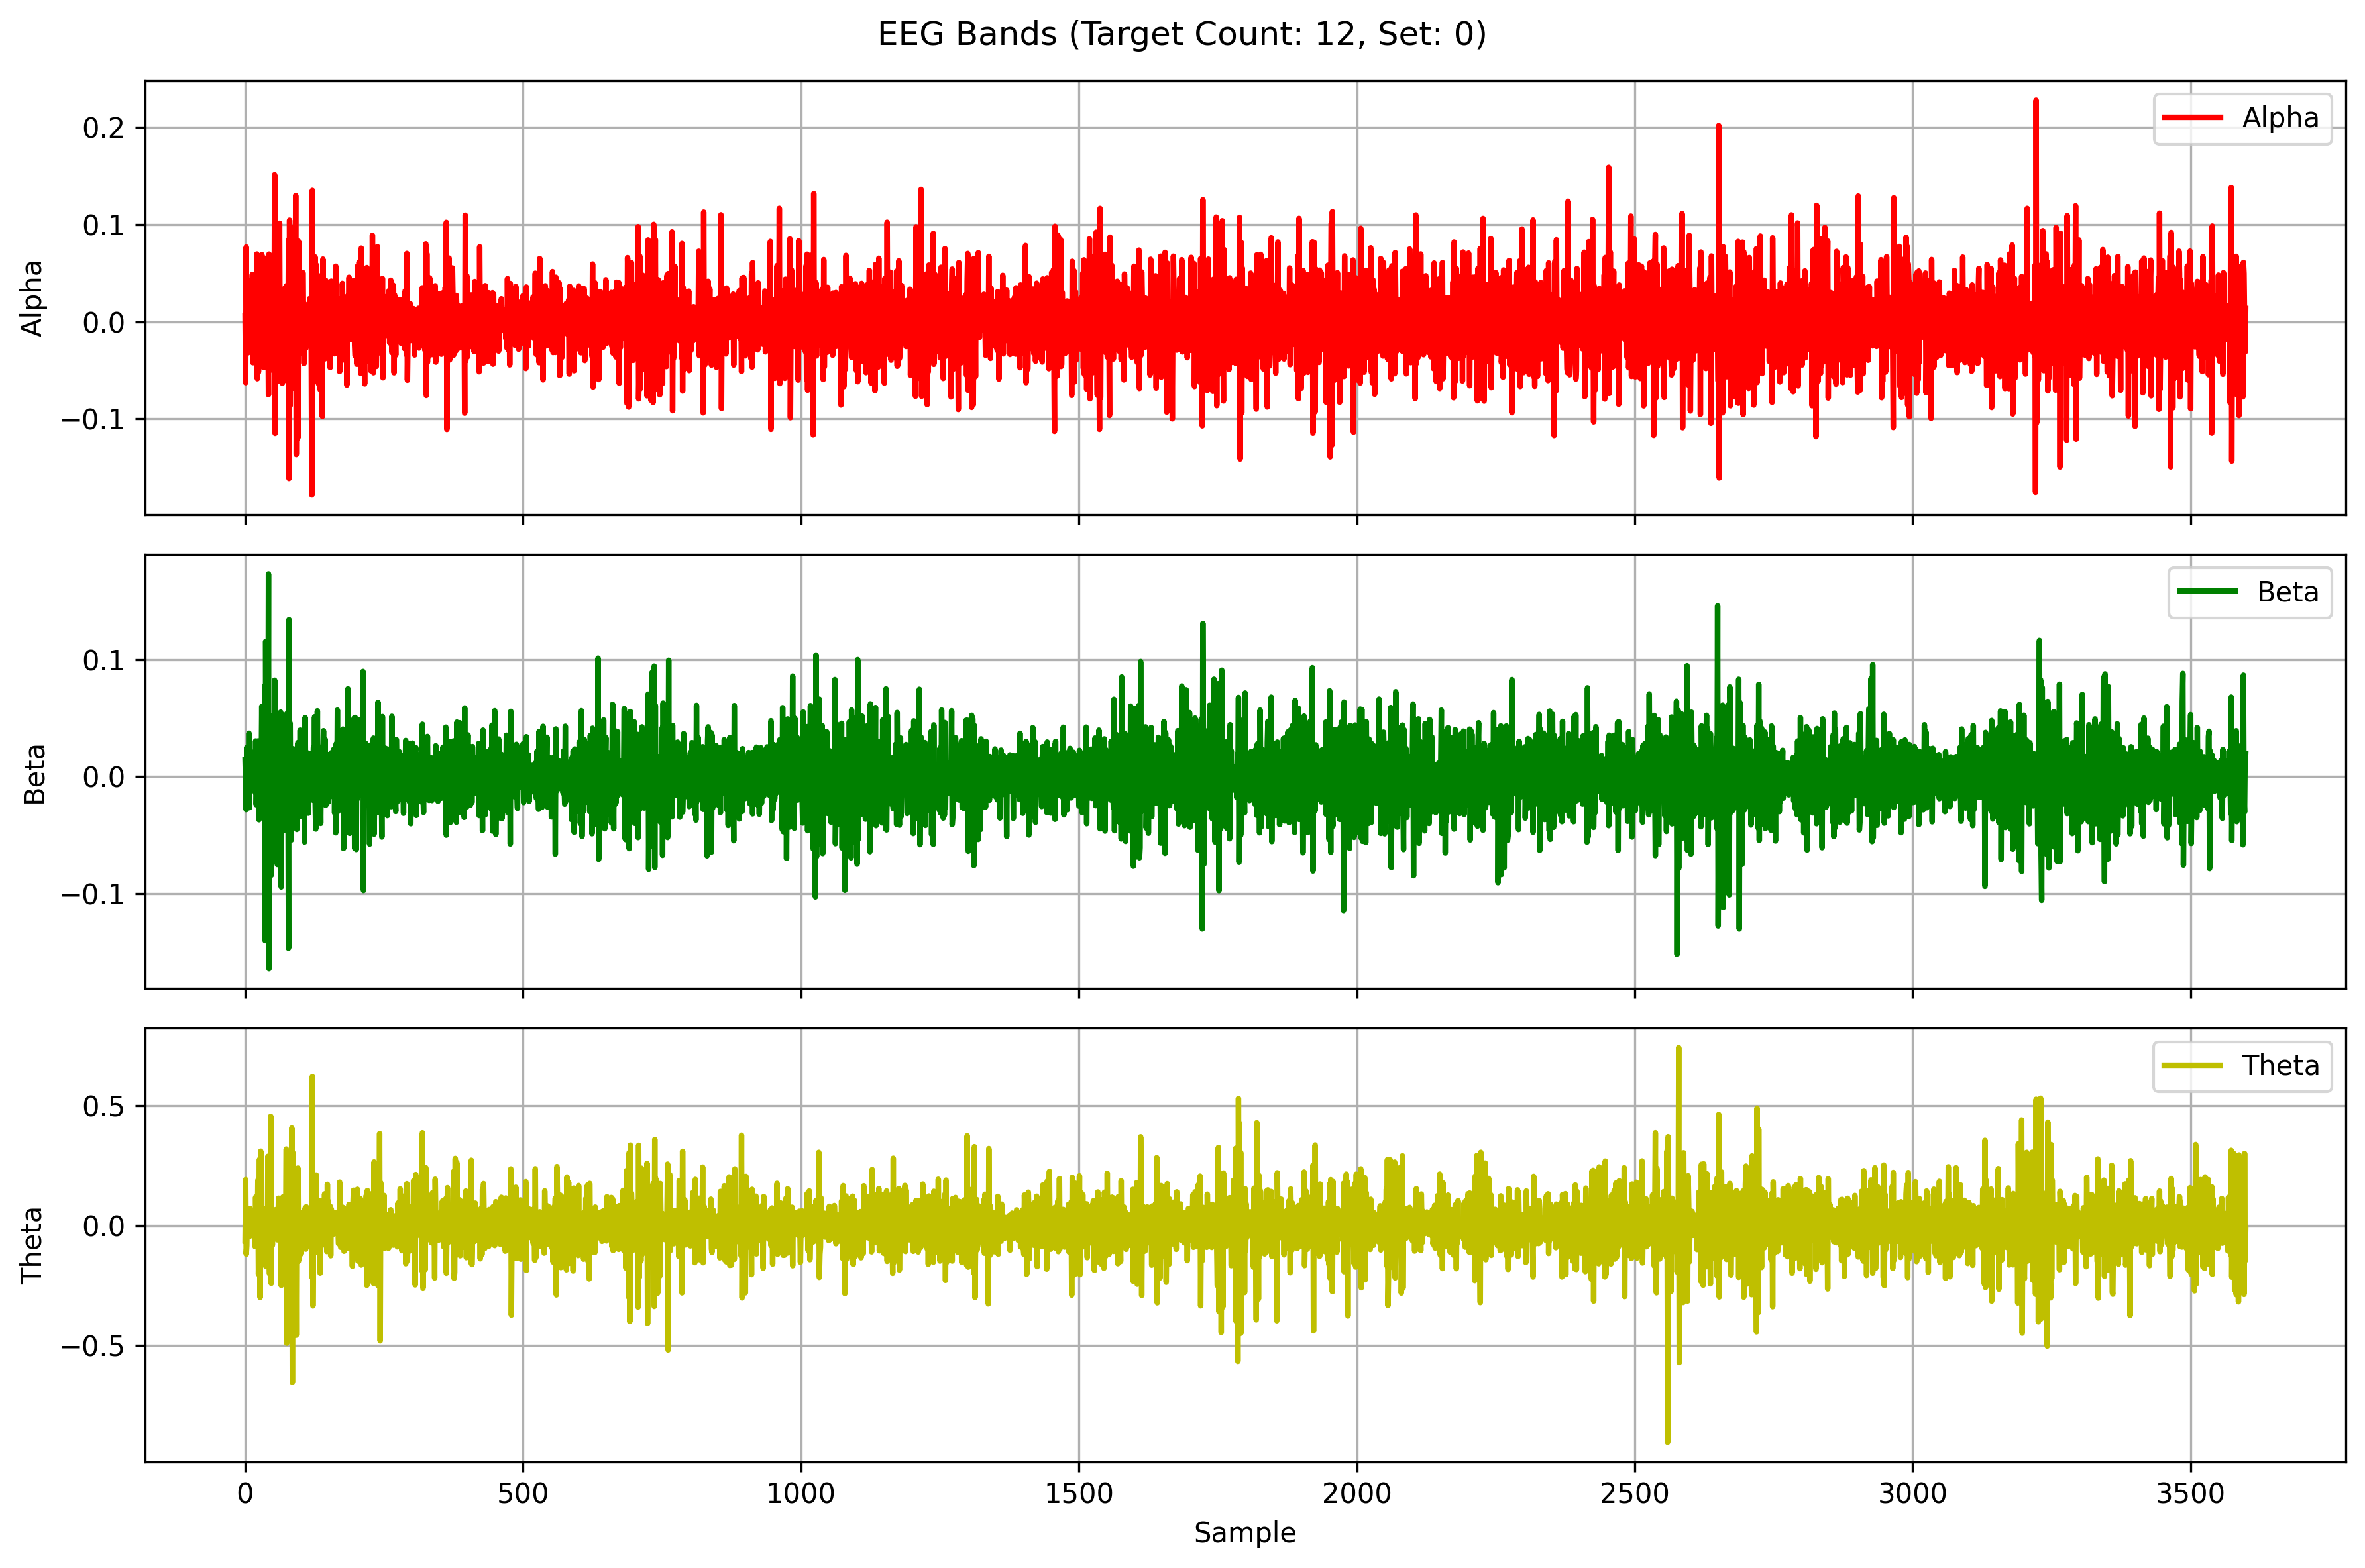 EEG Bands (Target Count: 12, Set: 0)
Alpha
0.2
0.1
0.0
−0.1
Alpha
Beta
0.1
0.0
−0.1
Beta
Theta
0.5
0.0
−0.5
Theta
0 500 1000 1500 2000 2500 3000 3500
Sample